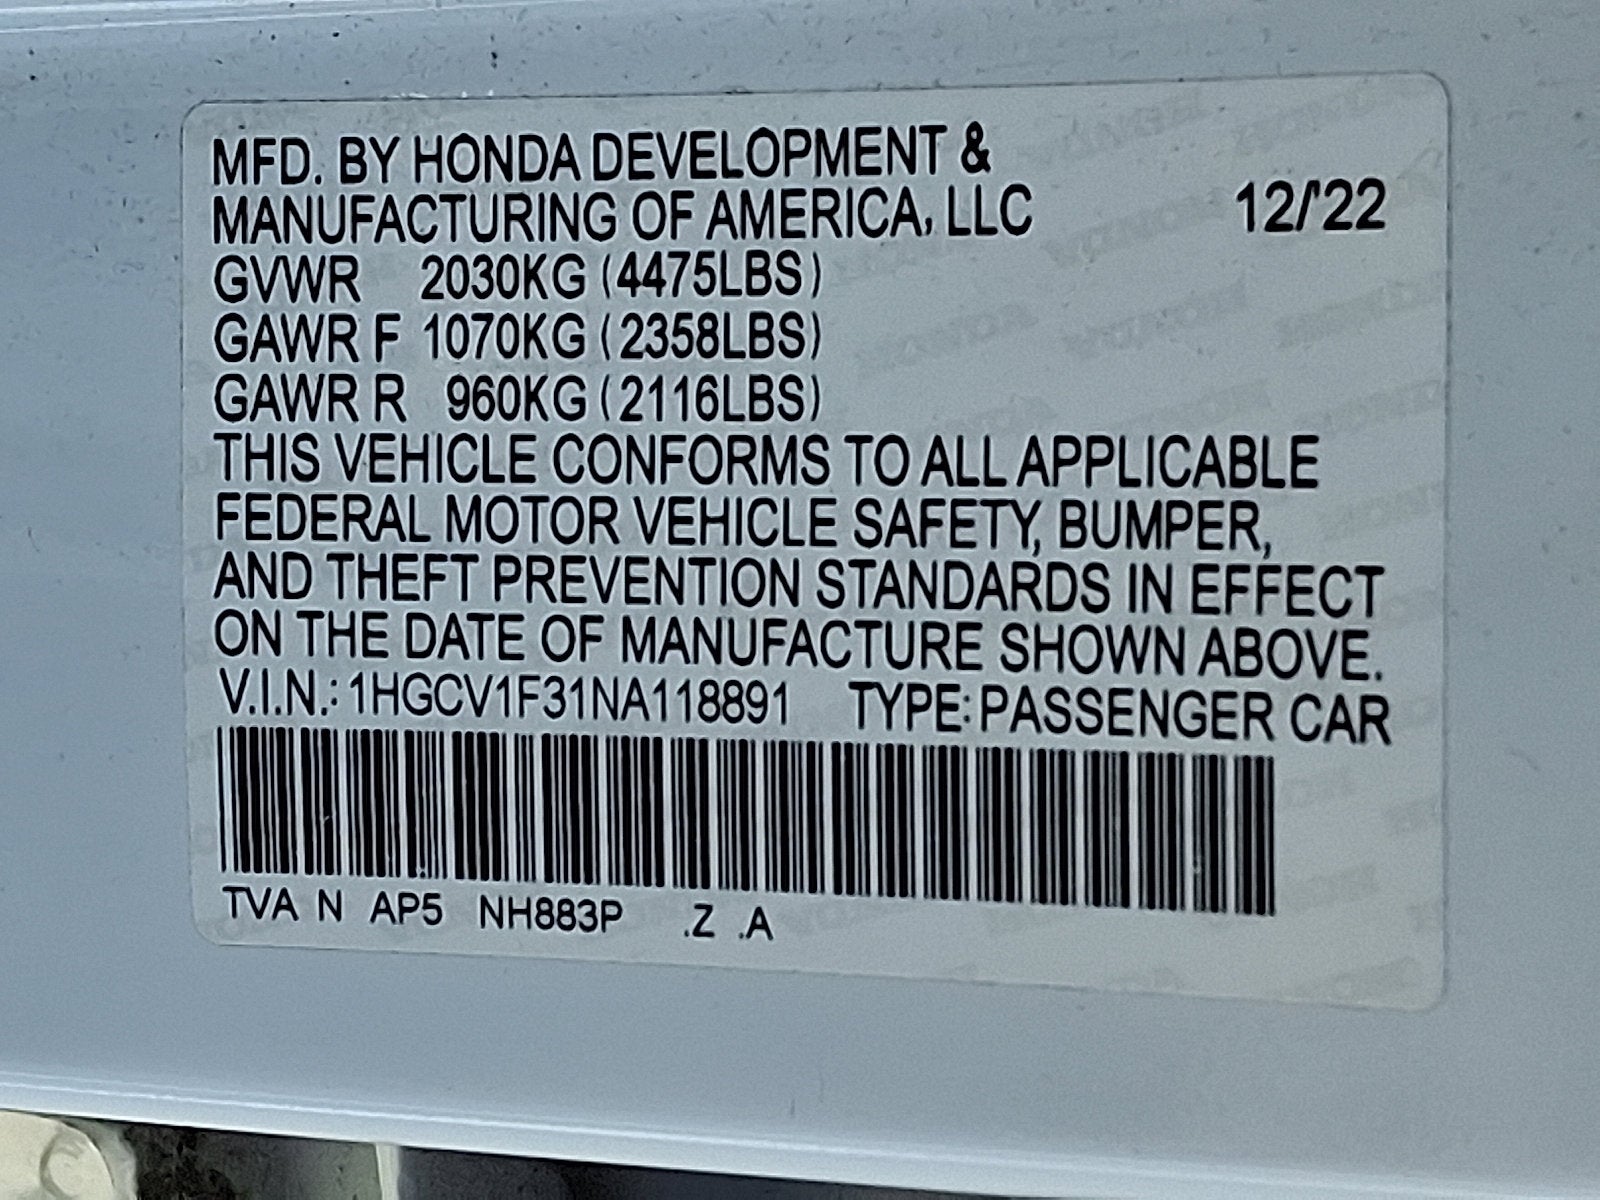 MFD. BY HONDA DEVELOPMENT &
MANUFACTURING OF AMERICA, LLC 12/'22
GVWR 2030KG (4475LBS)
GAWR F 1070KG (2358LBS)
GAWR R 960KG (2116LBS)
THIS VEHICLE CONFORMS TO ALL APPLICABLE
FEDERAL MOTOR VEHICLE SAFETY, BUMPER,
AND THEFT PREVENTION STANDARDS IN EFFECT
ON THE DATE OF MANUFACTURE SHOWN ABOVE.
V.I.N.: 1HGCV1F31NA118891 TYPE: PASSENGER CAR
TVA N AP5 NH883P .Z .A